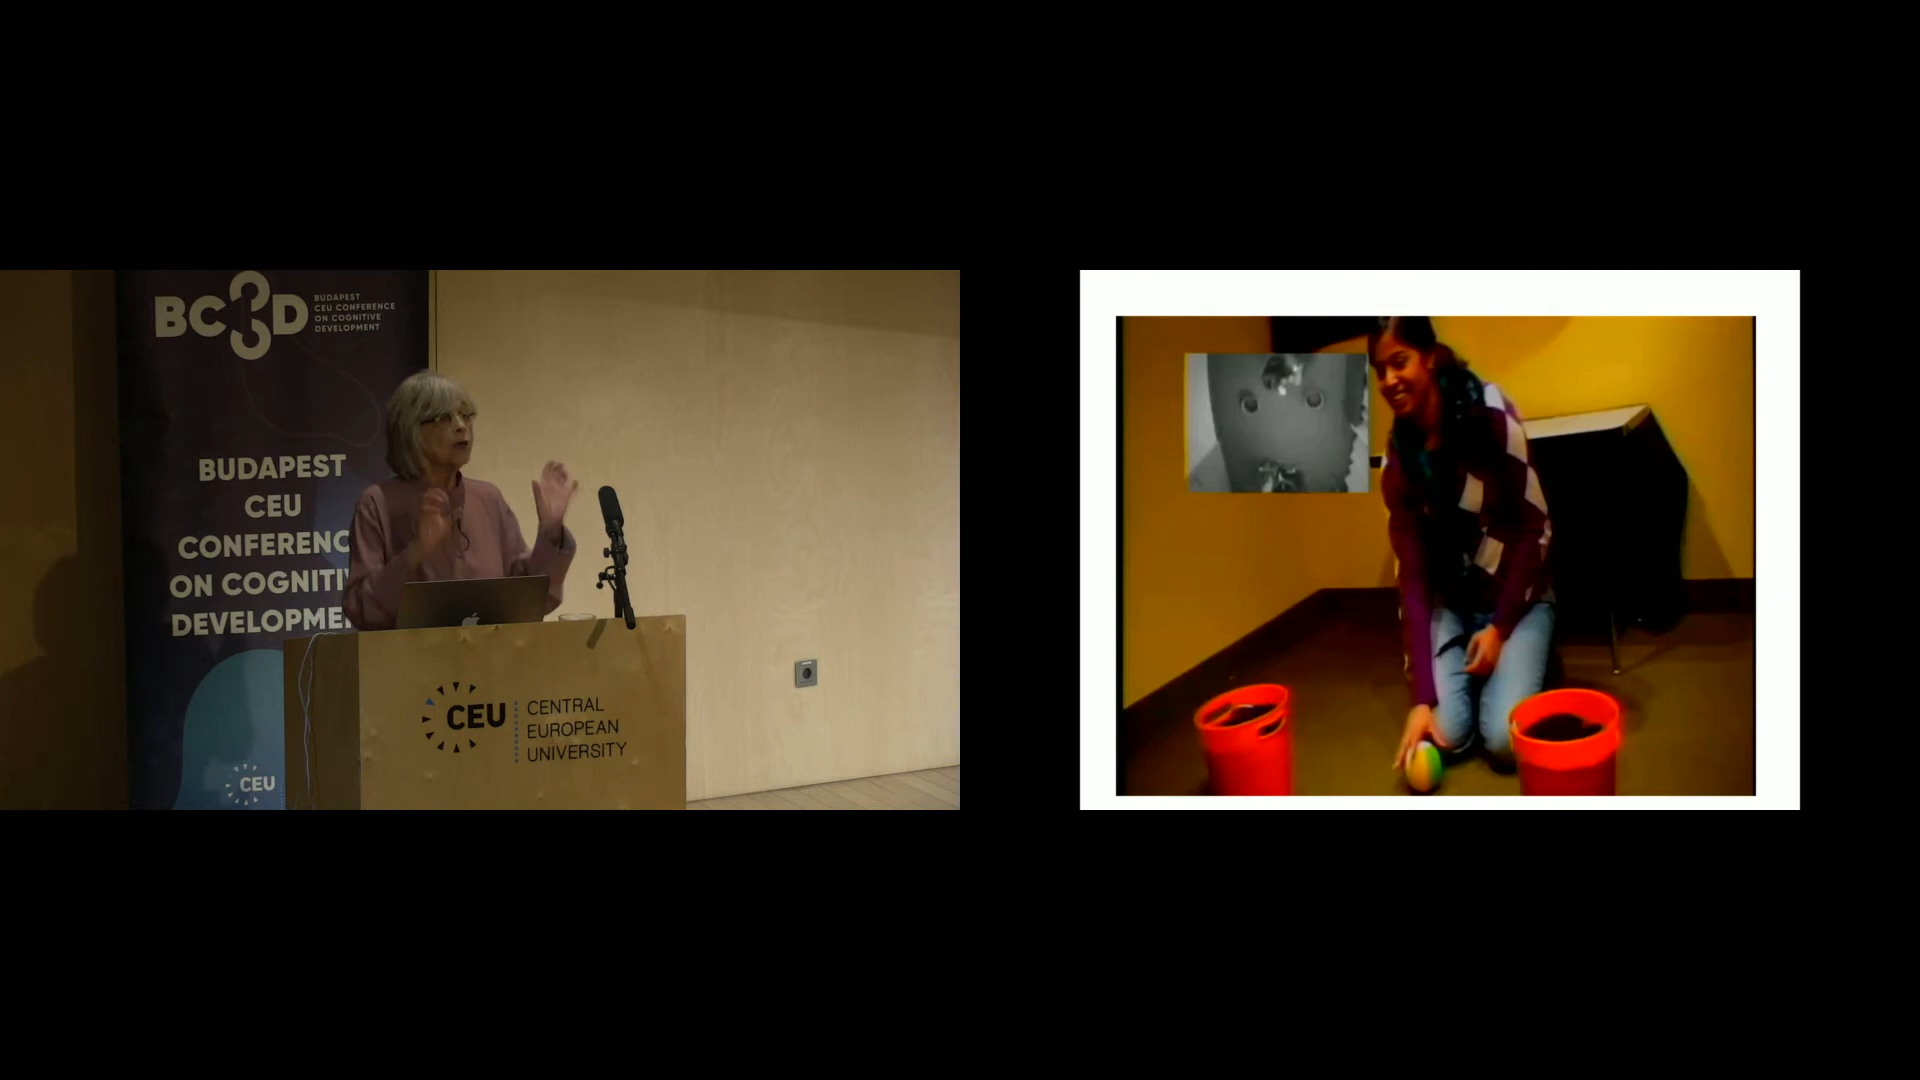 BC3D
BUDAPEST
CEU CONFERENCE
ON COGNITIVE
DEVELOPMENT
BUDAPEST
CEU
CONFERENC
ON COGNITIV
DEVELOPME
CEU
CEU
CENTRAL
EUROPEAN
UNIVERSITY